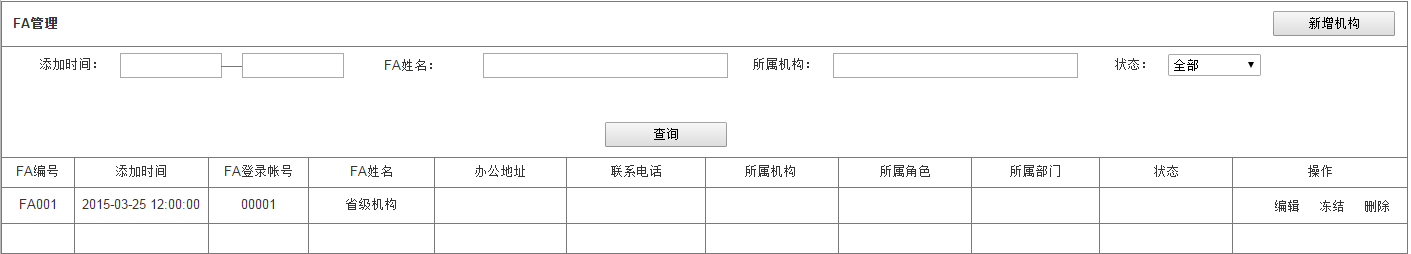 FA管理 新增机构
添加时间： — FA姓名： 所属机构： 状态： 全部
查询
FA编号 添加时间 FA登录帐号 FA姓名 办公地址 联系电话 所属机构 所属角色 所属部门 状态 操作
FA001 2015-03-25 12:00:00 00001 省级机构 编辑 冻结 删除